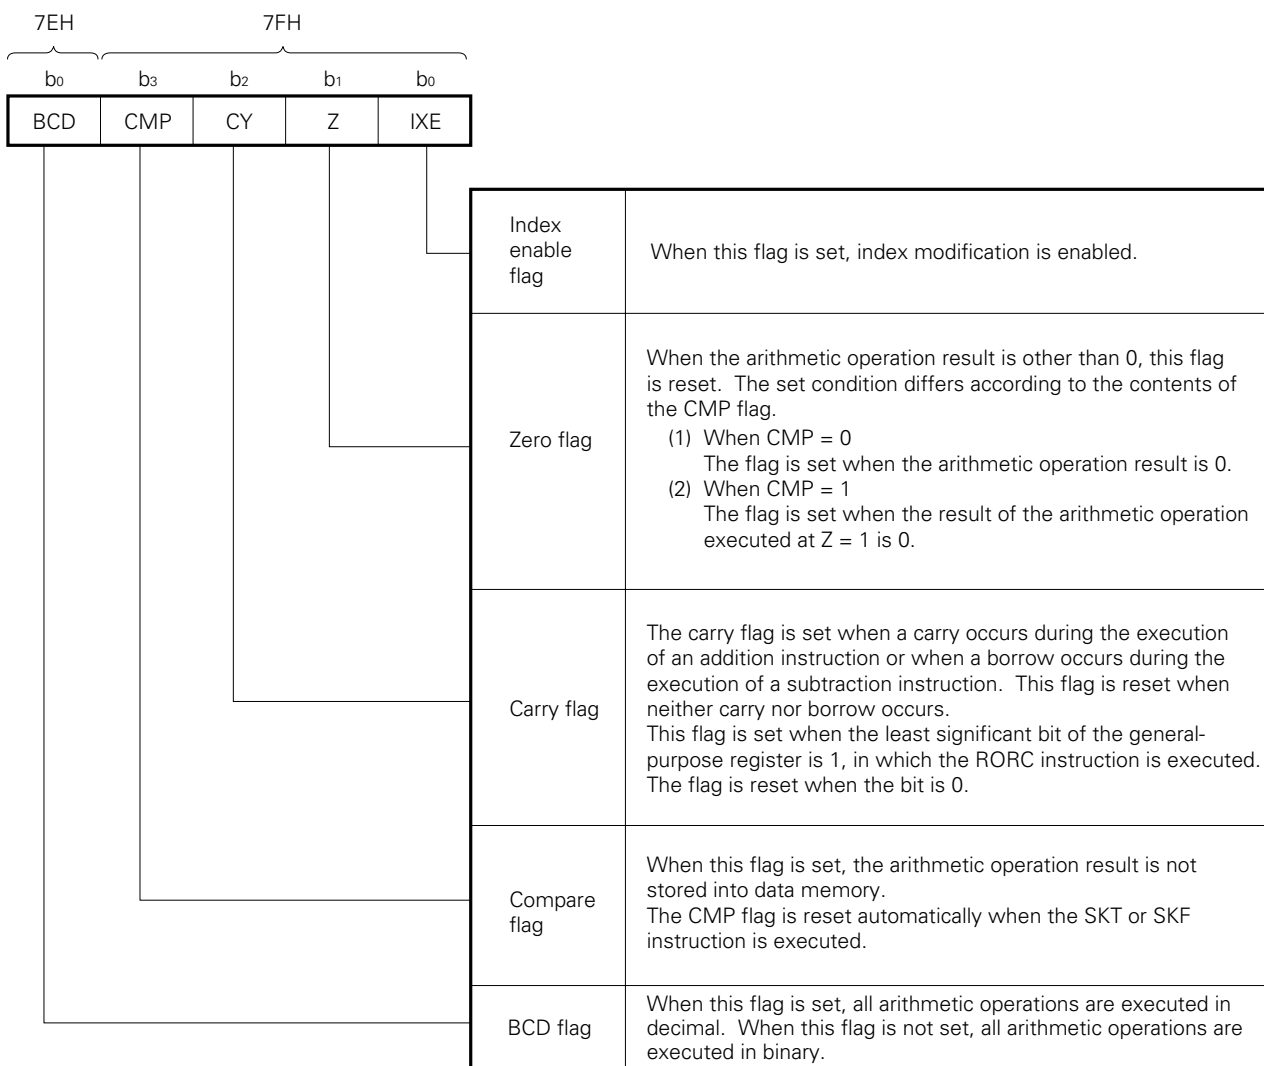 7EH 7FH
b0 b3 b2 b1 b0
BCD CMP CY Z IXE
Index
enable
flag
When this flag is set, index modification is enabled.
Zero flag
When the arithmetic operation result is other than 0, this flag
is reset. The set condition differs according to the contents of
the CMP flag.
(1) When CMP = 0
The flag is set when the arithmetic operation result is 0.
(2) When CMP = 1
The flag is set when the result of the arithmetic operation
executed at Z = 1 is 0.
Carry flag
The carry flag is set when a carry occurs during the execution
of an addition instruction or when a borrow occurs during the
execution of a subtraction instruction. This flag is reset when
neither carry nor borrow occurs.
This flag is set when the least significant bit of the general-
purpose register is 1, in which the RORC instruction is executed.
The flag is reset when the bit is 0.
Compare
flag
When this flag is set, the arithmetic operation result is not
stored into data memory.
The CMP flag is reset automatically when the SKT or SKF
instruction is executed.
BCD flag
When this flag is set, all arithmetic operations are executed in
decimal. When this flag is not set, all arithmetic operations are
executed in binary.